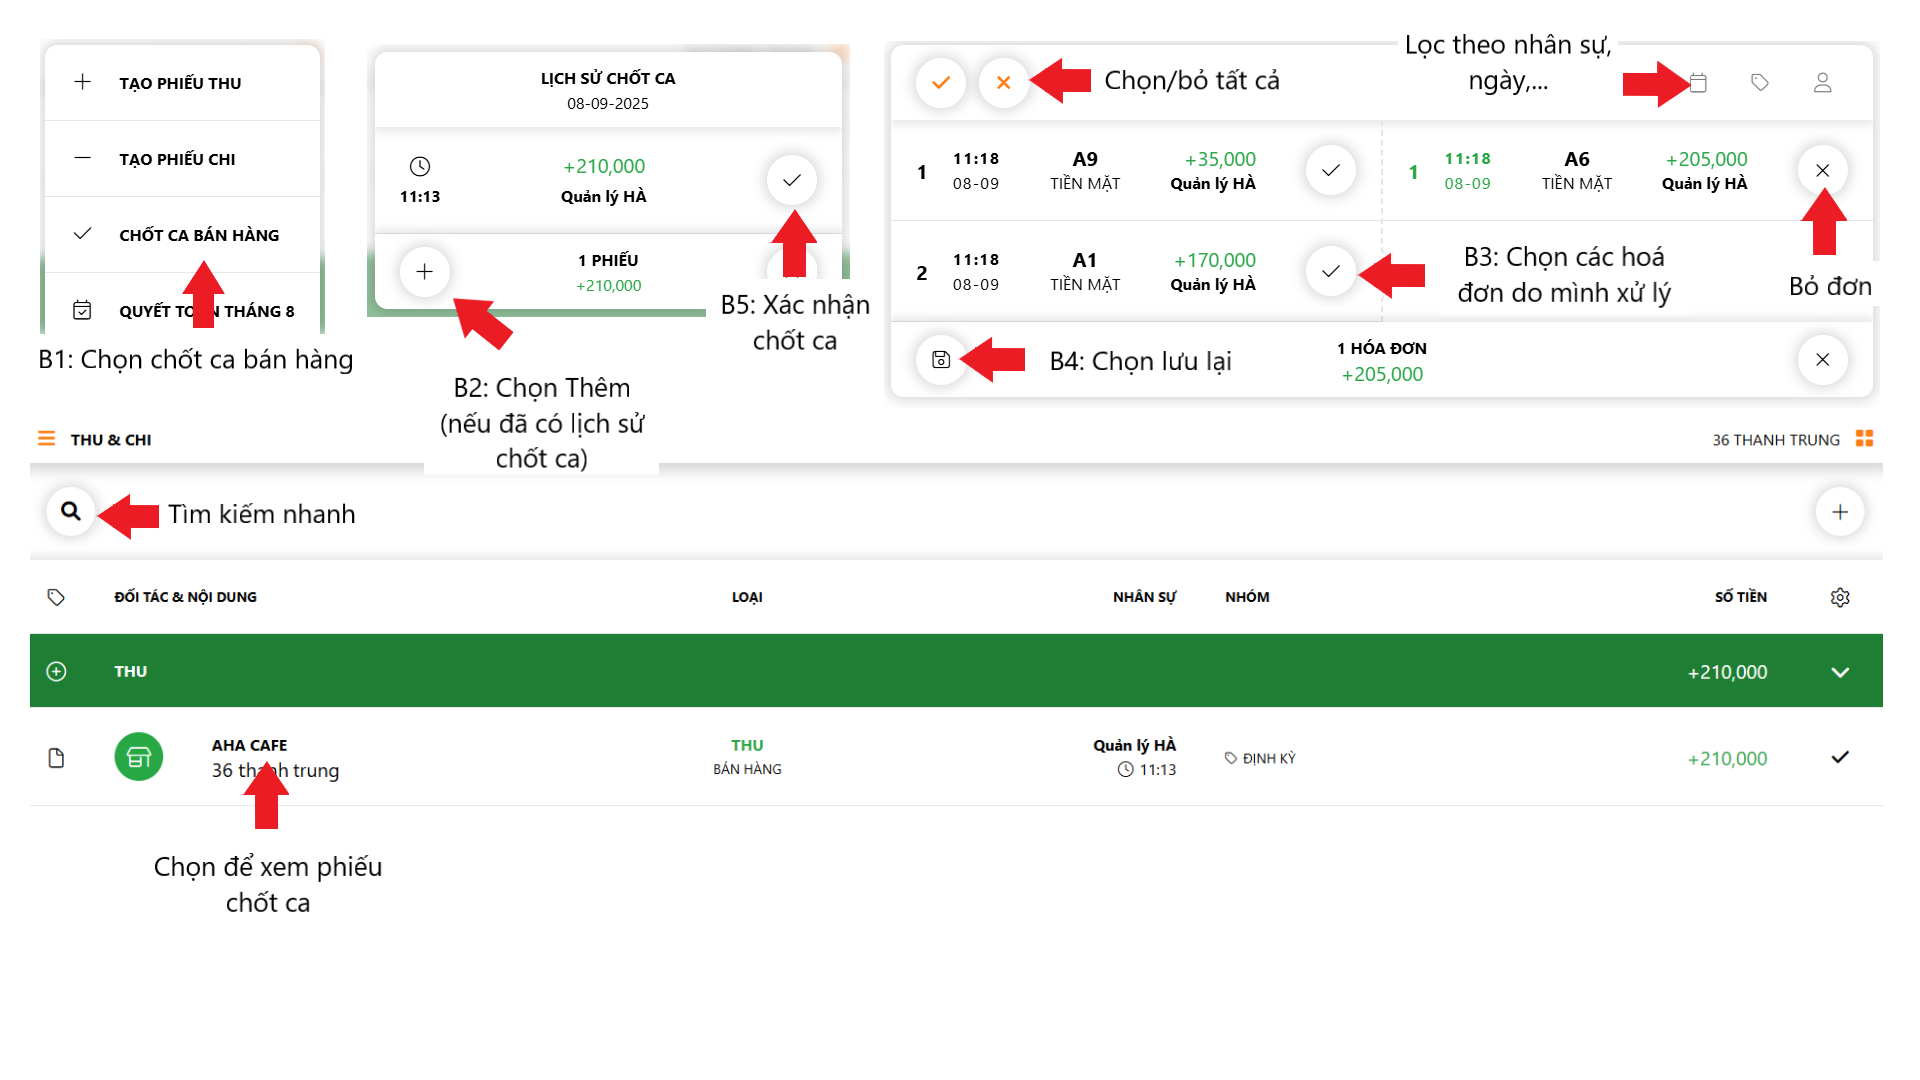 TẠO PHIẾU THU
TẠO PHIẾU CHI
CHỐT CA BÁN HÀNG
QUYẾT TOÁN THÁNG 8
B1: Chọn chốt ca bán hàng
LỊCH SỬ CHỐT CA
08-09-2025
11:13
+210,000
Quản lý HÀ
1 PHIẾU
+210,000
B2: Chọn Thêm
(nếu đã có lịch sử
chốt ca)
B5: Xác nhận
chốt ca
Chọn/bỏ tất cả
Lọc theo nhân sự,
ngày,...
1 11:18 A9 +35,000
08-09 TIỀN MẶT Quản lý HÀ
1 11:18 A6 +205,000
08-09 TIỀN MẶT Quản lý HÀ
2 11:18 A1 +170,000
08-09 TIỀN MẶT Quản lý HÀ
B3: Chọn các hoá
đơn do mình xử lý
Bỏ đơn
B4: Chọn lưu lại
1 HÓA ĐƠN
+205,000
THU & CHI
36 THANH TRUNG
Tìm kiếm nhanh
ĐỐI TÁC & NỘI DUNG LOẠI NHÂN SỰ NHÓM SỐ TIỀN
THU +210,000
AHA CAFE THU Quản lý HÀ
36 thanh trung BÁN HÀNG 11:13 ĐỊNH KỲ +210,000
Chọn để xem phiếu
chốt ca